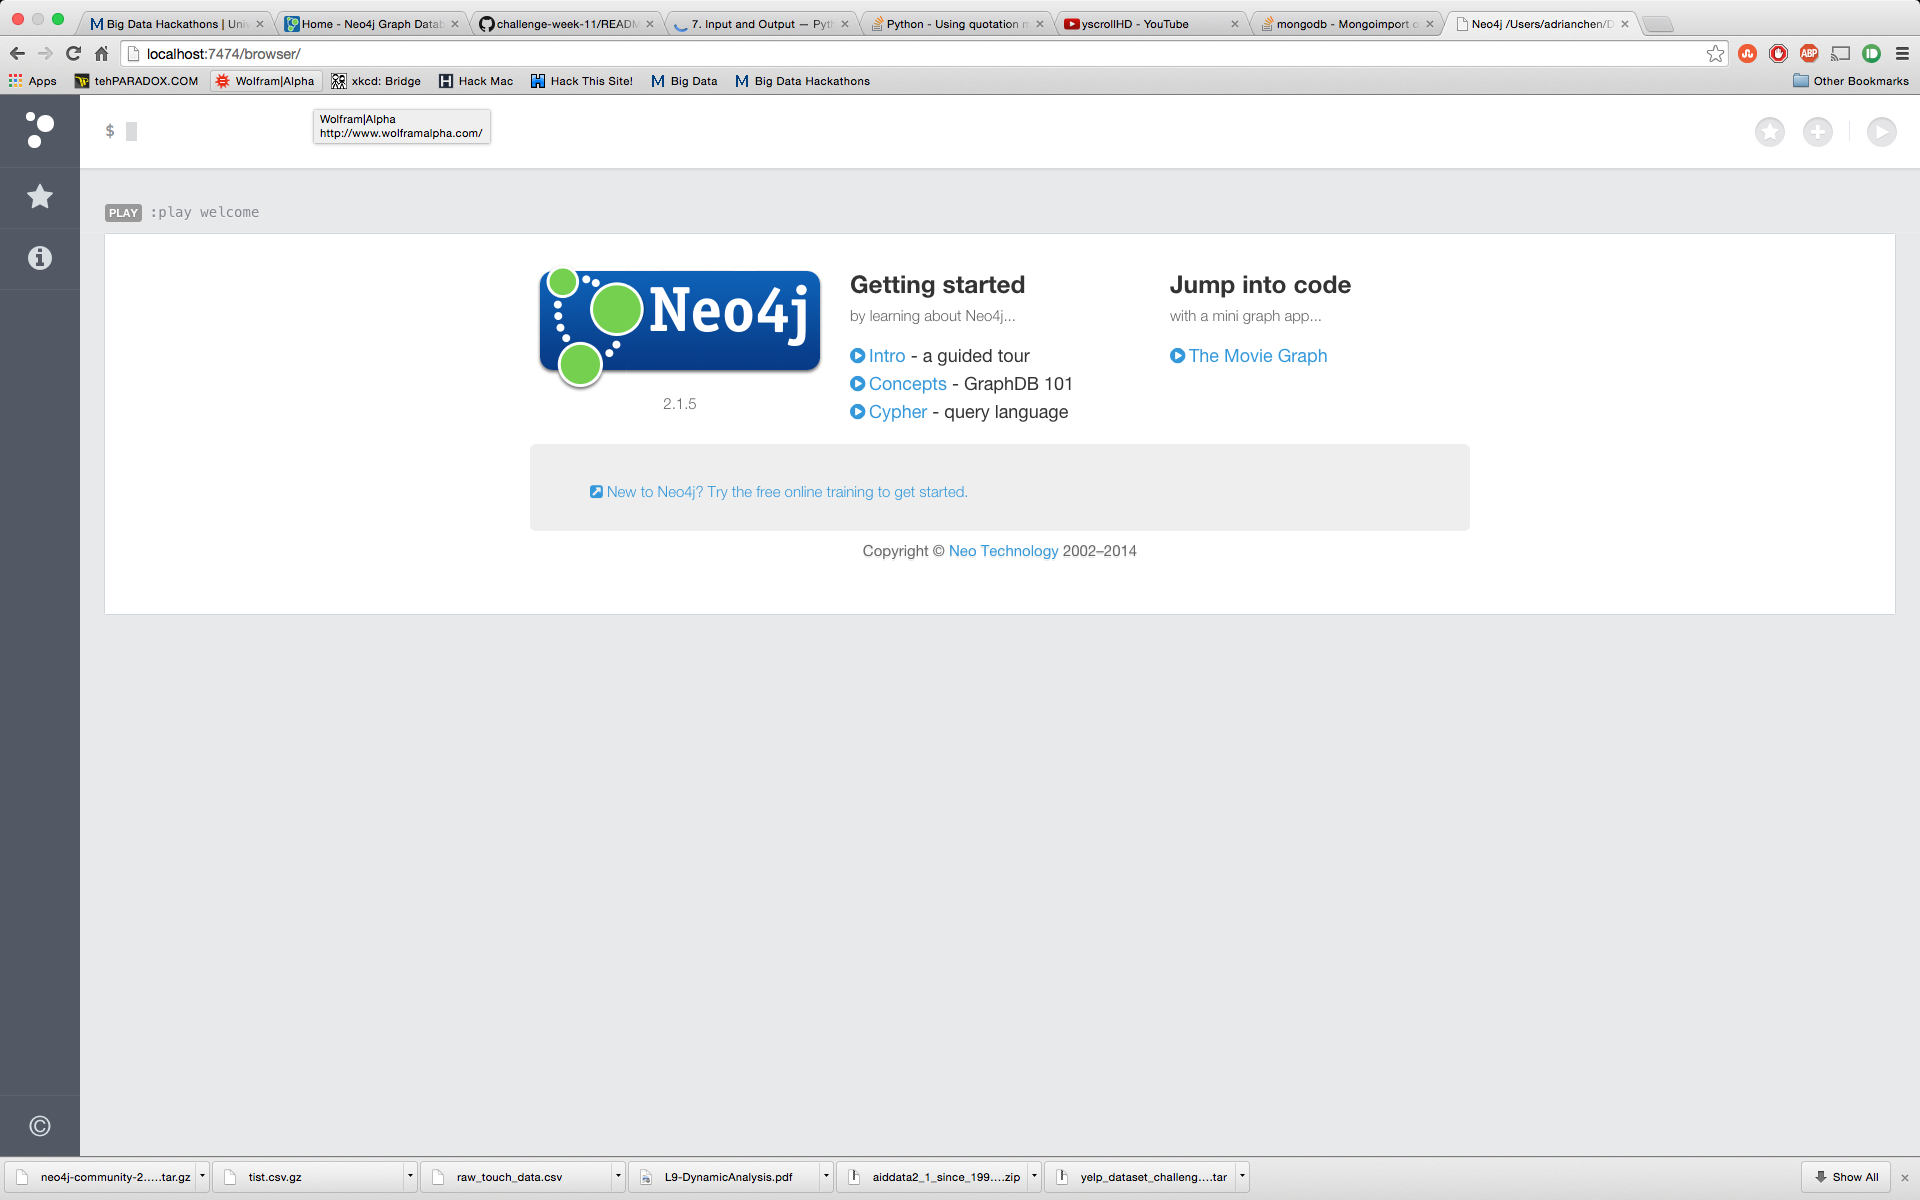 Big Data Hackathons | Univ
Home - Neo4j Graph Datab
challenge-week-11/READM
7. Input and Output — Pyth
Python - Using quotation m
yscrollHD - YouTube
mongodb - Mongoimport o
Neo4j /Users/adrianchen/D
localhost:7474/browser/
ABP
Apps
tehPARADOX.COM
Wolfram|Alpha
xkcd: Bridge
Hack Mac
Hack This Site!
Big Data
Big Data Hackathons
Other Bookmarks
$
Wolfram|Alpha
http://www.wolframalpha.com/
PLAY :play welcome
Neo4j
2.1.5
Getting started
by learning about Neo4j...
Intro - a guided tour
Concepts - GraphDB 101
Cypher - query language
Jump into code
with a mini graph app...
The Movie Graph
New to Neo4j? Try the free online training to get started.
Copyright © Neo Technology 2002–2014
©
neo4j-community-2.....tar.gz
tist.csv.gz
raw_touch_data.csv
L9-DynamicAnalysis.pdf
aiddata2_1_since_199....zip
yelp_dataset_challeng....tar
Show All